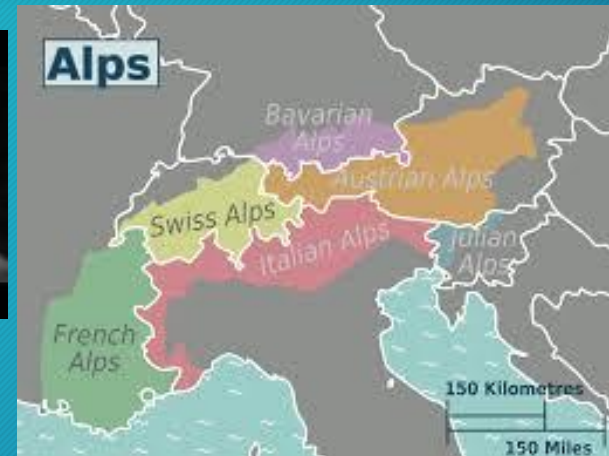 Alps
Bavarian
Alps
Austrian Alps
Swiss Alps
Italian Alps
Julian
Alps
French
Alps
150 Kilometres
150 Miles